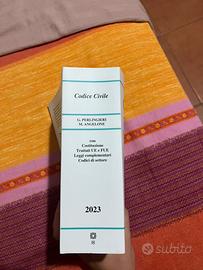 Codice Civile
G. PERLINGIERI
M. ANGELONE
con
Costituzione
Trattati UE e FUE
Leggi complementari
Codici di settore
2023
subito